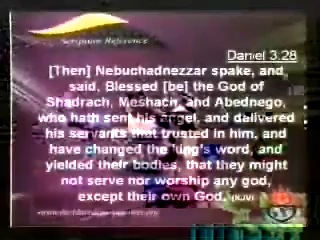 Scripture Reference
Daniel 3:28
[Then] Nebuchadnezzar spake, and
said, Blessed [be] the God of
Shadrach, Meshach, and Abednego,
who hath sent his angel, and delivered
his servants that trusted in him, and
have changed the king's word, and
yielded their bodies, that they might
not serve nor worship any god,
except their own God. (KJV)